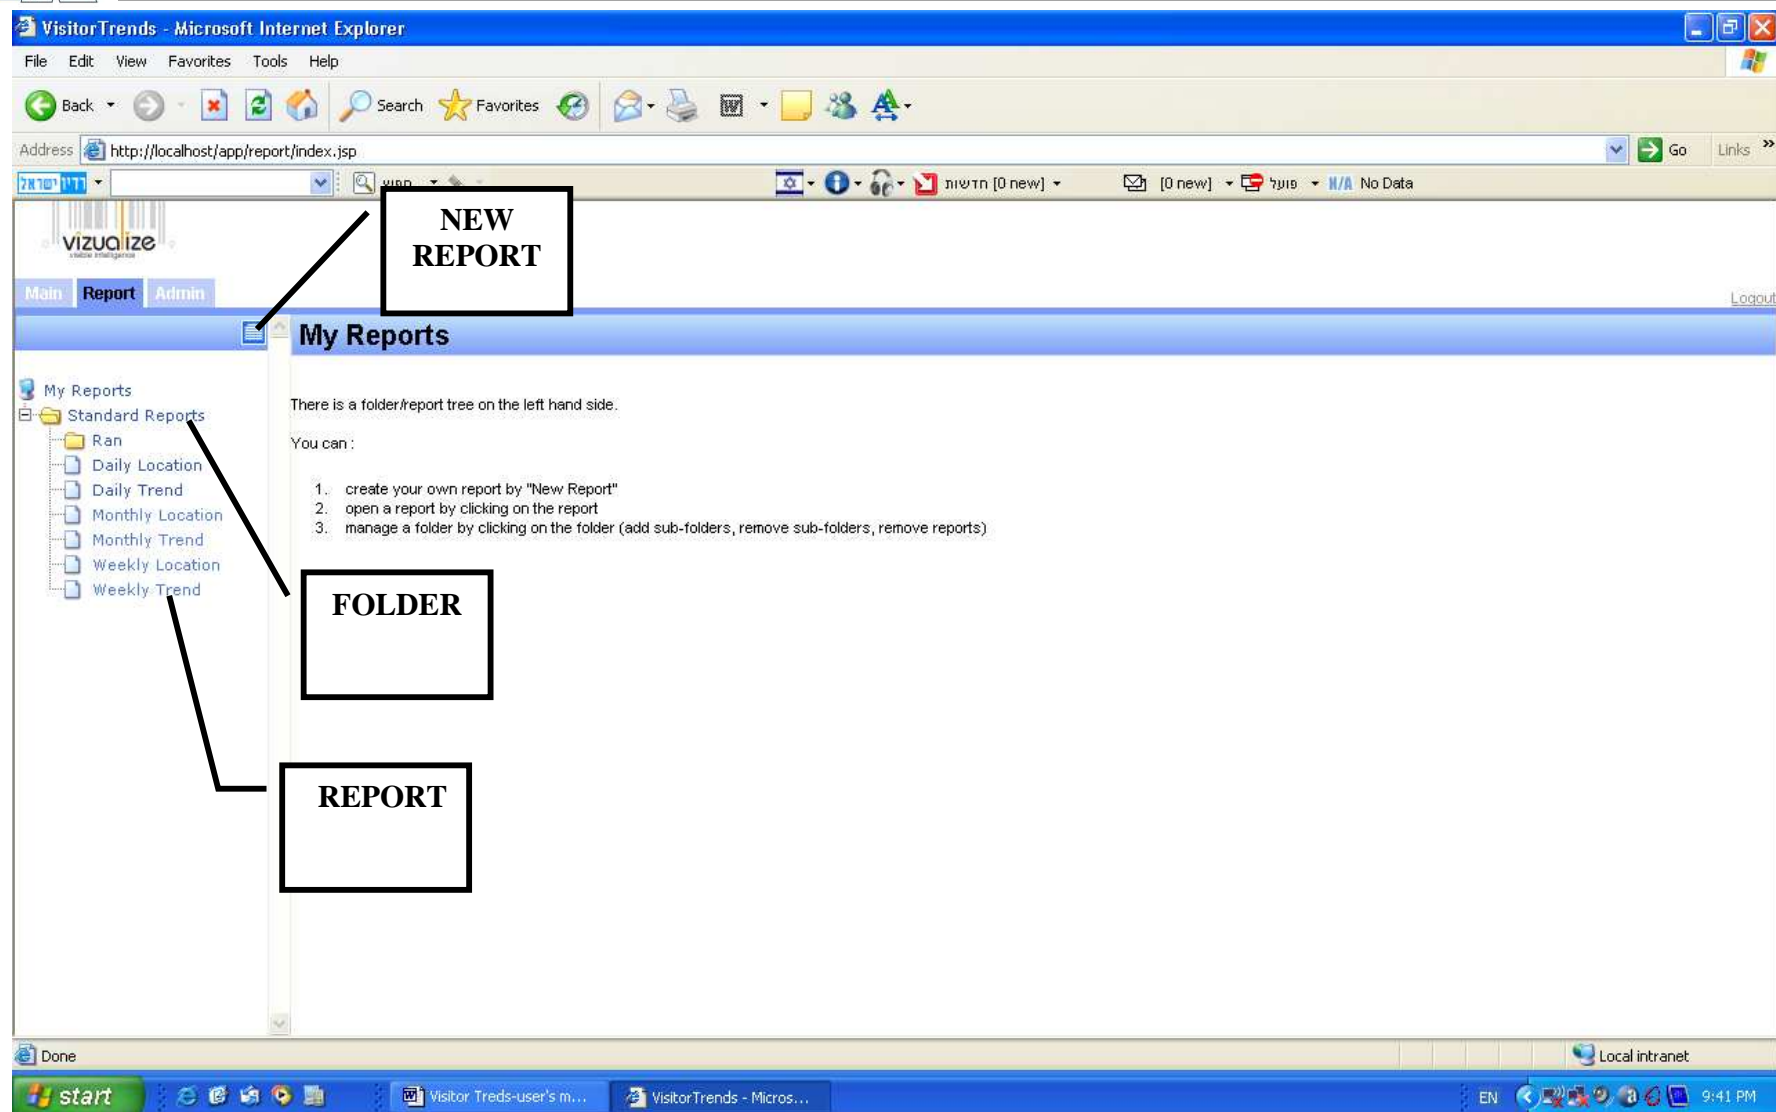 VisitorTrends - Microsoft Internet Explorer
File Edit View Favorites Tools Help
Back Search Favorites
Address http://localhost/app/report/index.jsp Go Links »
רדיו ישראל חדשות [0 new] [0 new] פועל N/A No Data
NEW
REPORT
vizualize
visible intelligence
Main Report Admin
Logout
My Reports
My Reports
Standard Reports
Ran
Daily Location
Daily Trend
Monthly Location
Monthly Trend
Weekly Location
Weekly Trend
There is a folder/report tree on the left hand side.
You can :
1. create your own report by "New Report"
2. open a report by clicking on the report
3. manage a folder by clicking on the folder (add sub-folders, remove sub-folders, remove reports)
FOLDER
REPORT
Done Local intranet
start Visitor Treds-user's m... VisitorTrends - Micros... EN 9:41 PM